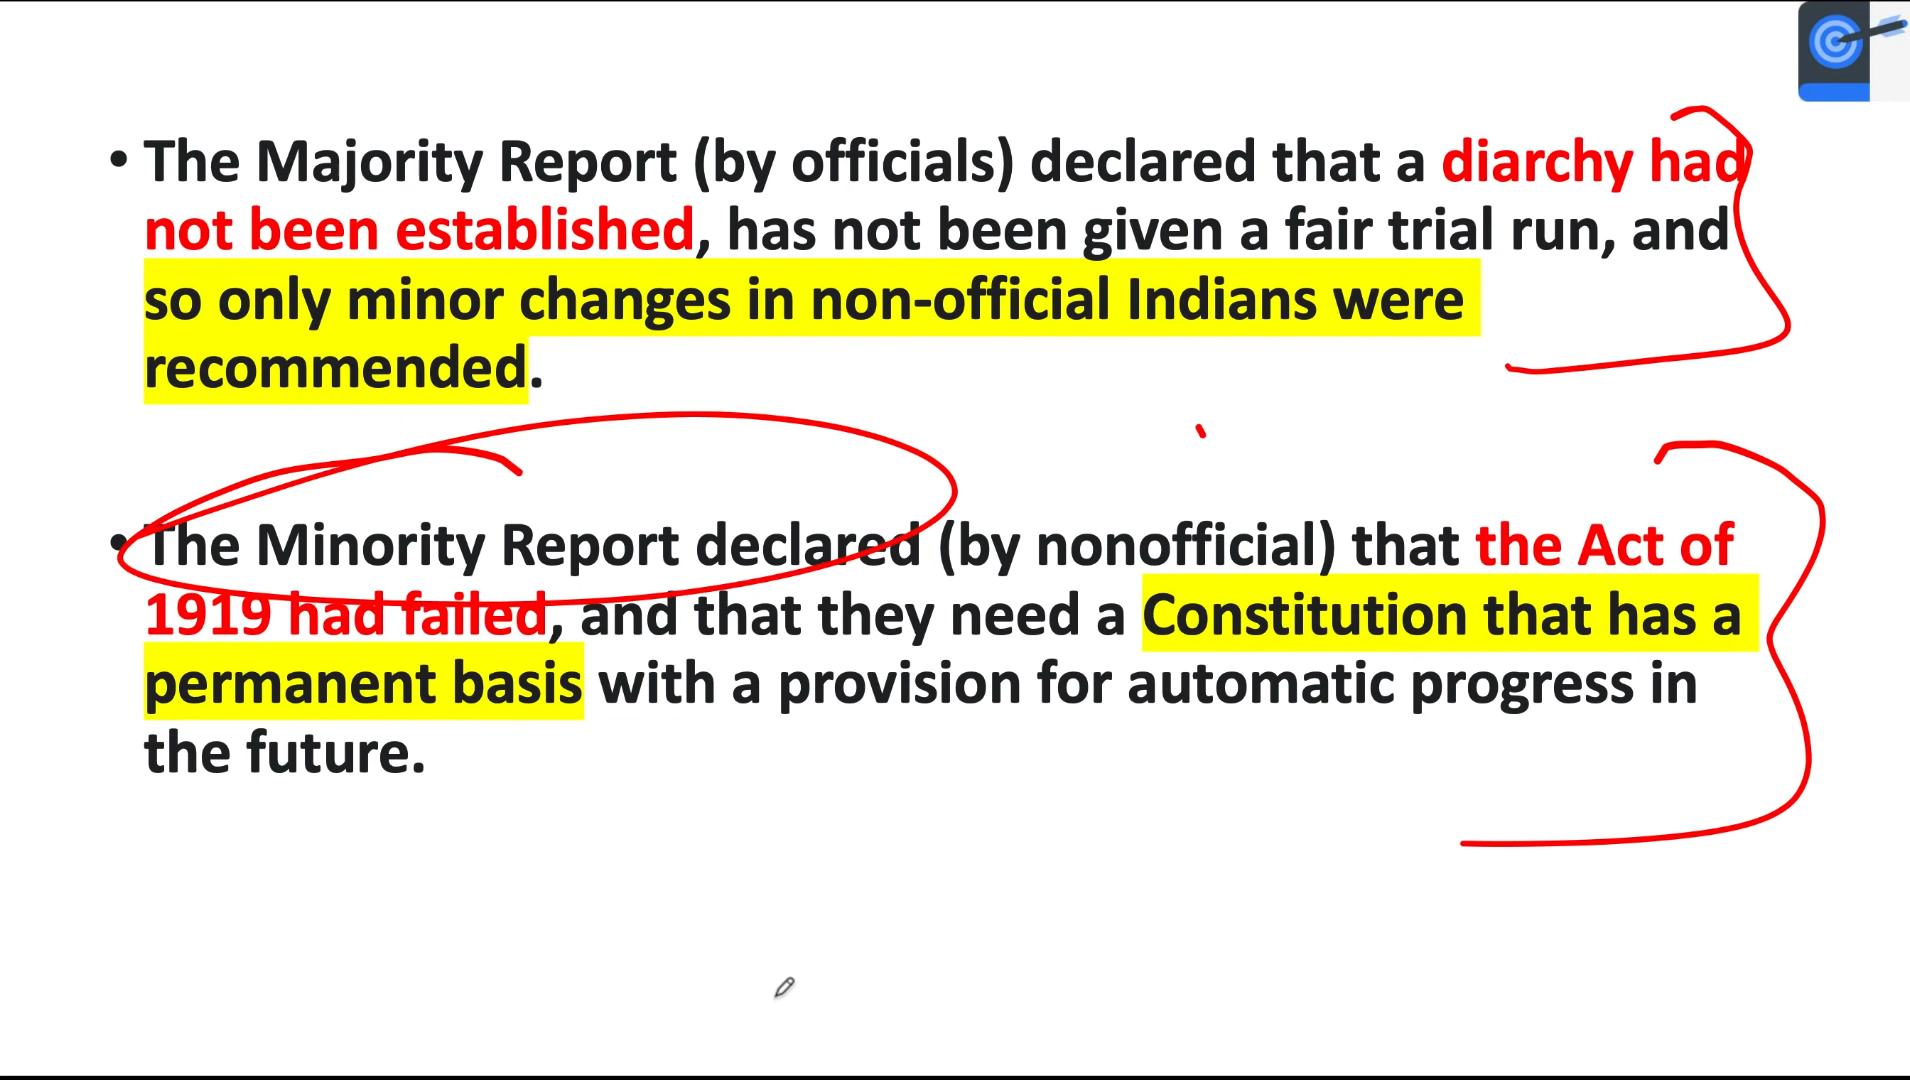 • The Majority Report (by officials) declared that a diarchy had
not been established, has not been given a fair trial run, and
so only minor changes in non-official Indians were
recommended.
• The Minority Report declared (by nonofficial) that the Act of
1919 had failed, and that they need a Constitution that has a
permanent basis with a provision for automatic progress in
the future.